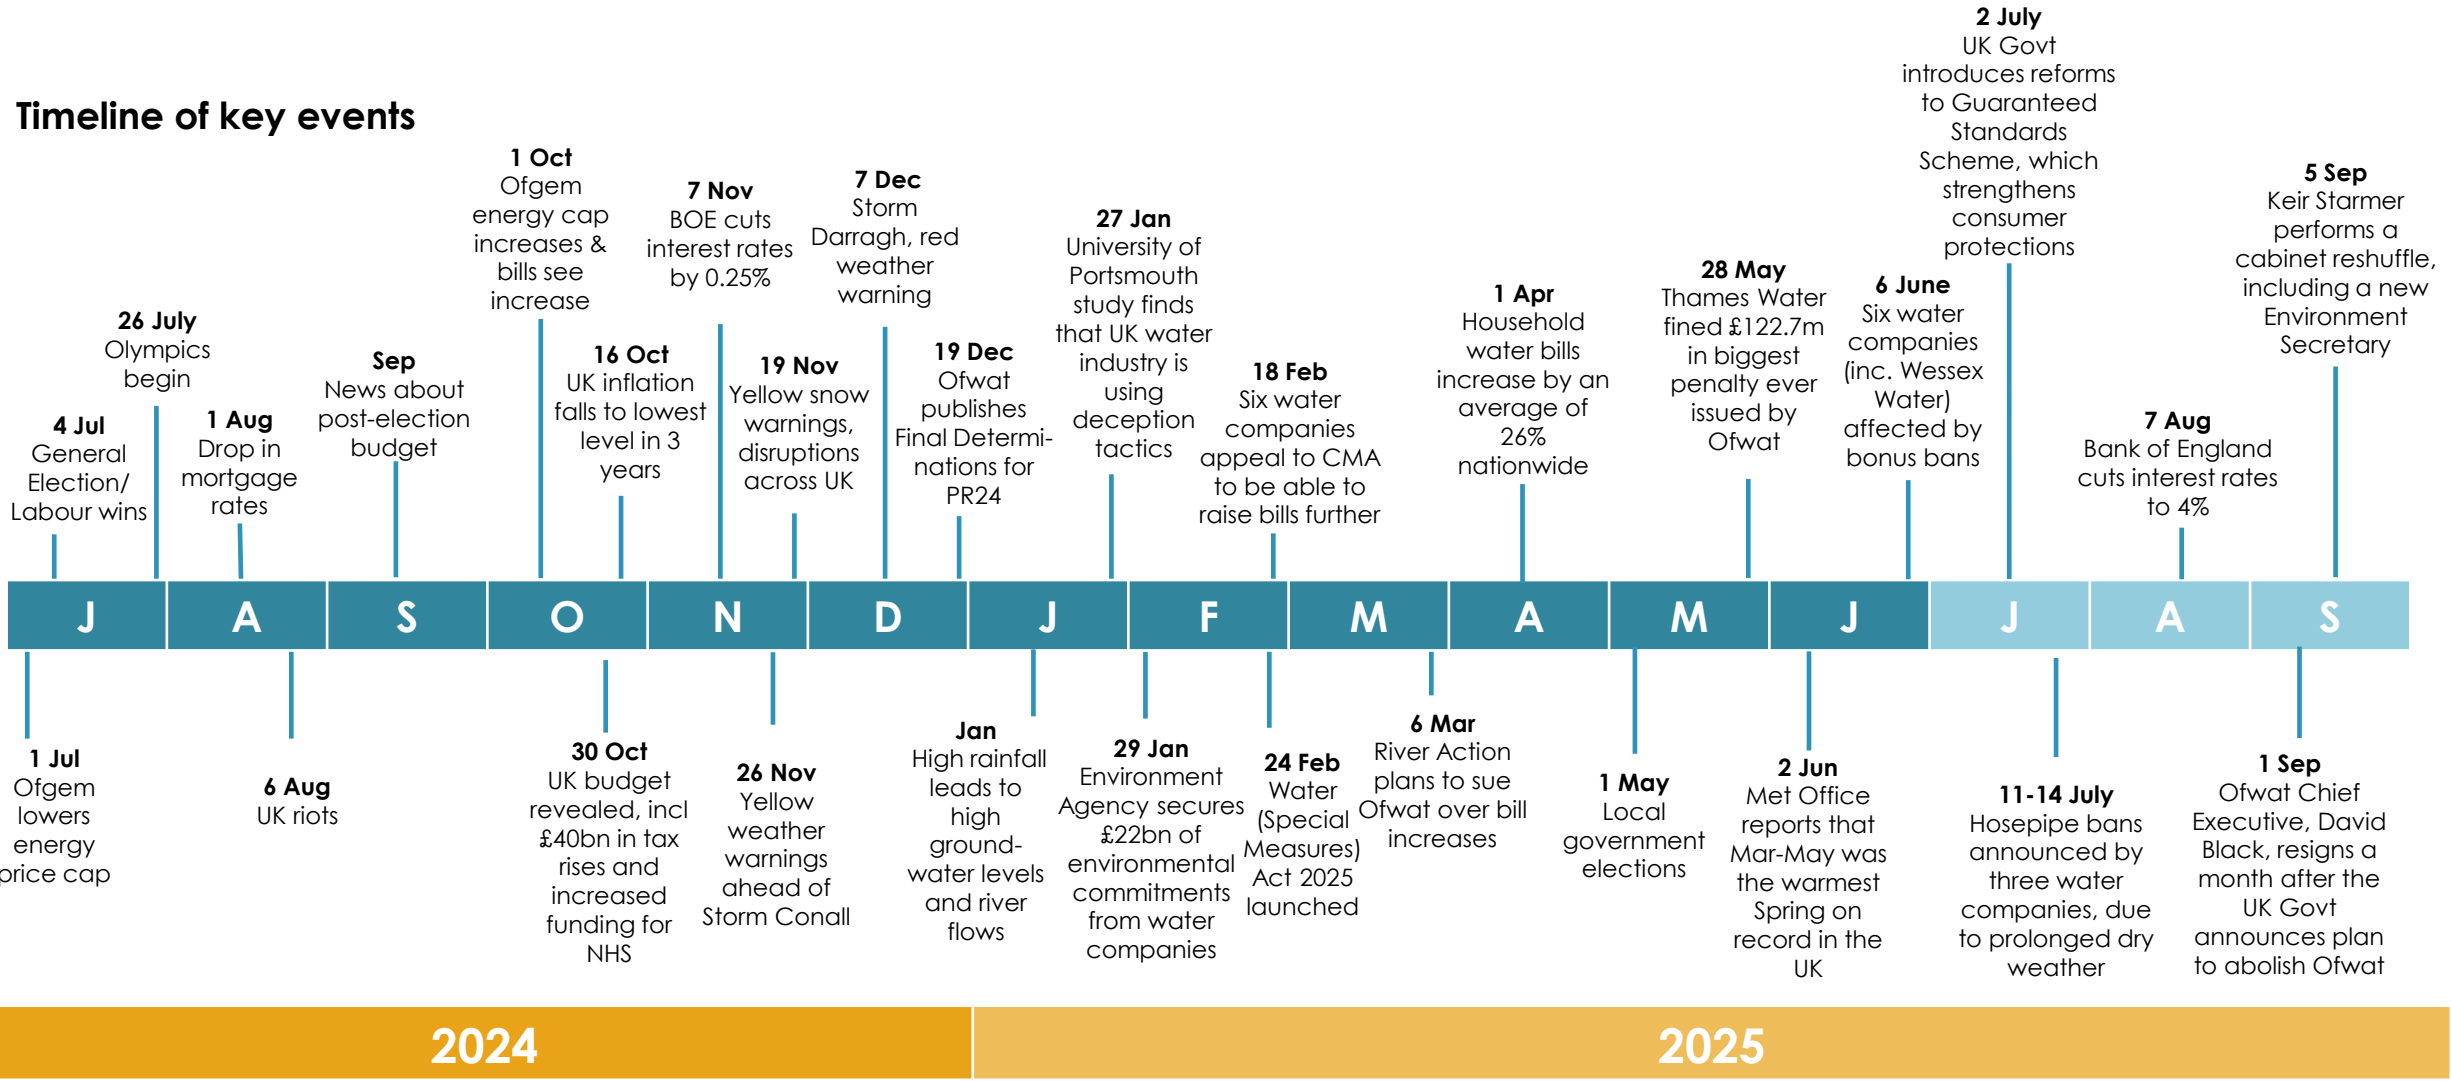 Timeline of key events
4 Jul
General
Election/
Labour wins
26 July
Olympics
begin
1 Aug
Drop in
mortgage
rates
Sep
News about
post-election
budget
1 Oct
Ofgem
energy cap
increases &
bills see
increase
16 Oct
UK inflation
falls to lowest
level in 3
years
7 Nov
BOE cuts
interest rates
by 0.25%
19 Nov
Yellow snow
warnings,
disruptions
across UK
7 Dec
Storm
Darragh, red
weather
warning
19 Dec
Ofwat
publishes
Final Determi-
nations for
PR24
27 Jan
University of
Portsmouth
study finds
that UK water
industry is
using
deception
tactics
18 Feb
Six water
companies
appeal to CMA
to be able to
raise bills further
1 Apr
Household
water bills
increase by an
average of
26%
nationwide
28 May
Thames Water
fined £122.7m
in biggest
penalty ever
issued by
Ofwat
6 June
Six water
companies
(inc. Wessex
Water)
affected by
bonus bans
2 July
UK Govt
introduces reforms
to Guaranteed
Standards
Scheme, which
strengthens
consumer
protections
7 Aug
Bank of England
cuts interest rates
to 4%
5 Sep
Keir Starmer
performs a
cabinet reshuffle,
including a new
Environment
Secretary
J A S O N D J F M A M J J A S
1 Jul
Ofgem
lowers
energy
price cap
6 Aug
UK riots
30 Oct
UK budget
revealed, incl
£40bn in tax
rises and
increased
funding for
NHS
26 Nov
Yellow
weather
warnings
ahead of
Storm Conall
Jan
High rainfall
leads to
high
ground-
water levels
and river
flows
29 Jan
Environment
Agency secures
£22bn of
environmental
commitments
from water
companies
24 Feb
Water
(Special
Measures)
Act 2025
launched
6 Mar
River Action
plans to sue
Ofwat over bill
increases
1 May
Local
government
elections
2 Jun
Met Office
reports that
Mar-May was
the warmest
Spring on
record in the
UK
11-14 July
Hosepipe bans
announced by
three water
companies, due
to prolonged dry
weather
1 Sep
Ofwat Chief
Executive, David
Black, resigns a
month after the
UK Govt
announces plan
to abolish Ofwat
2024
2025